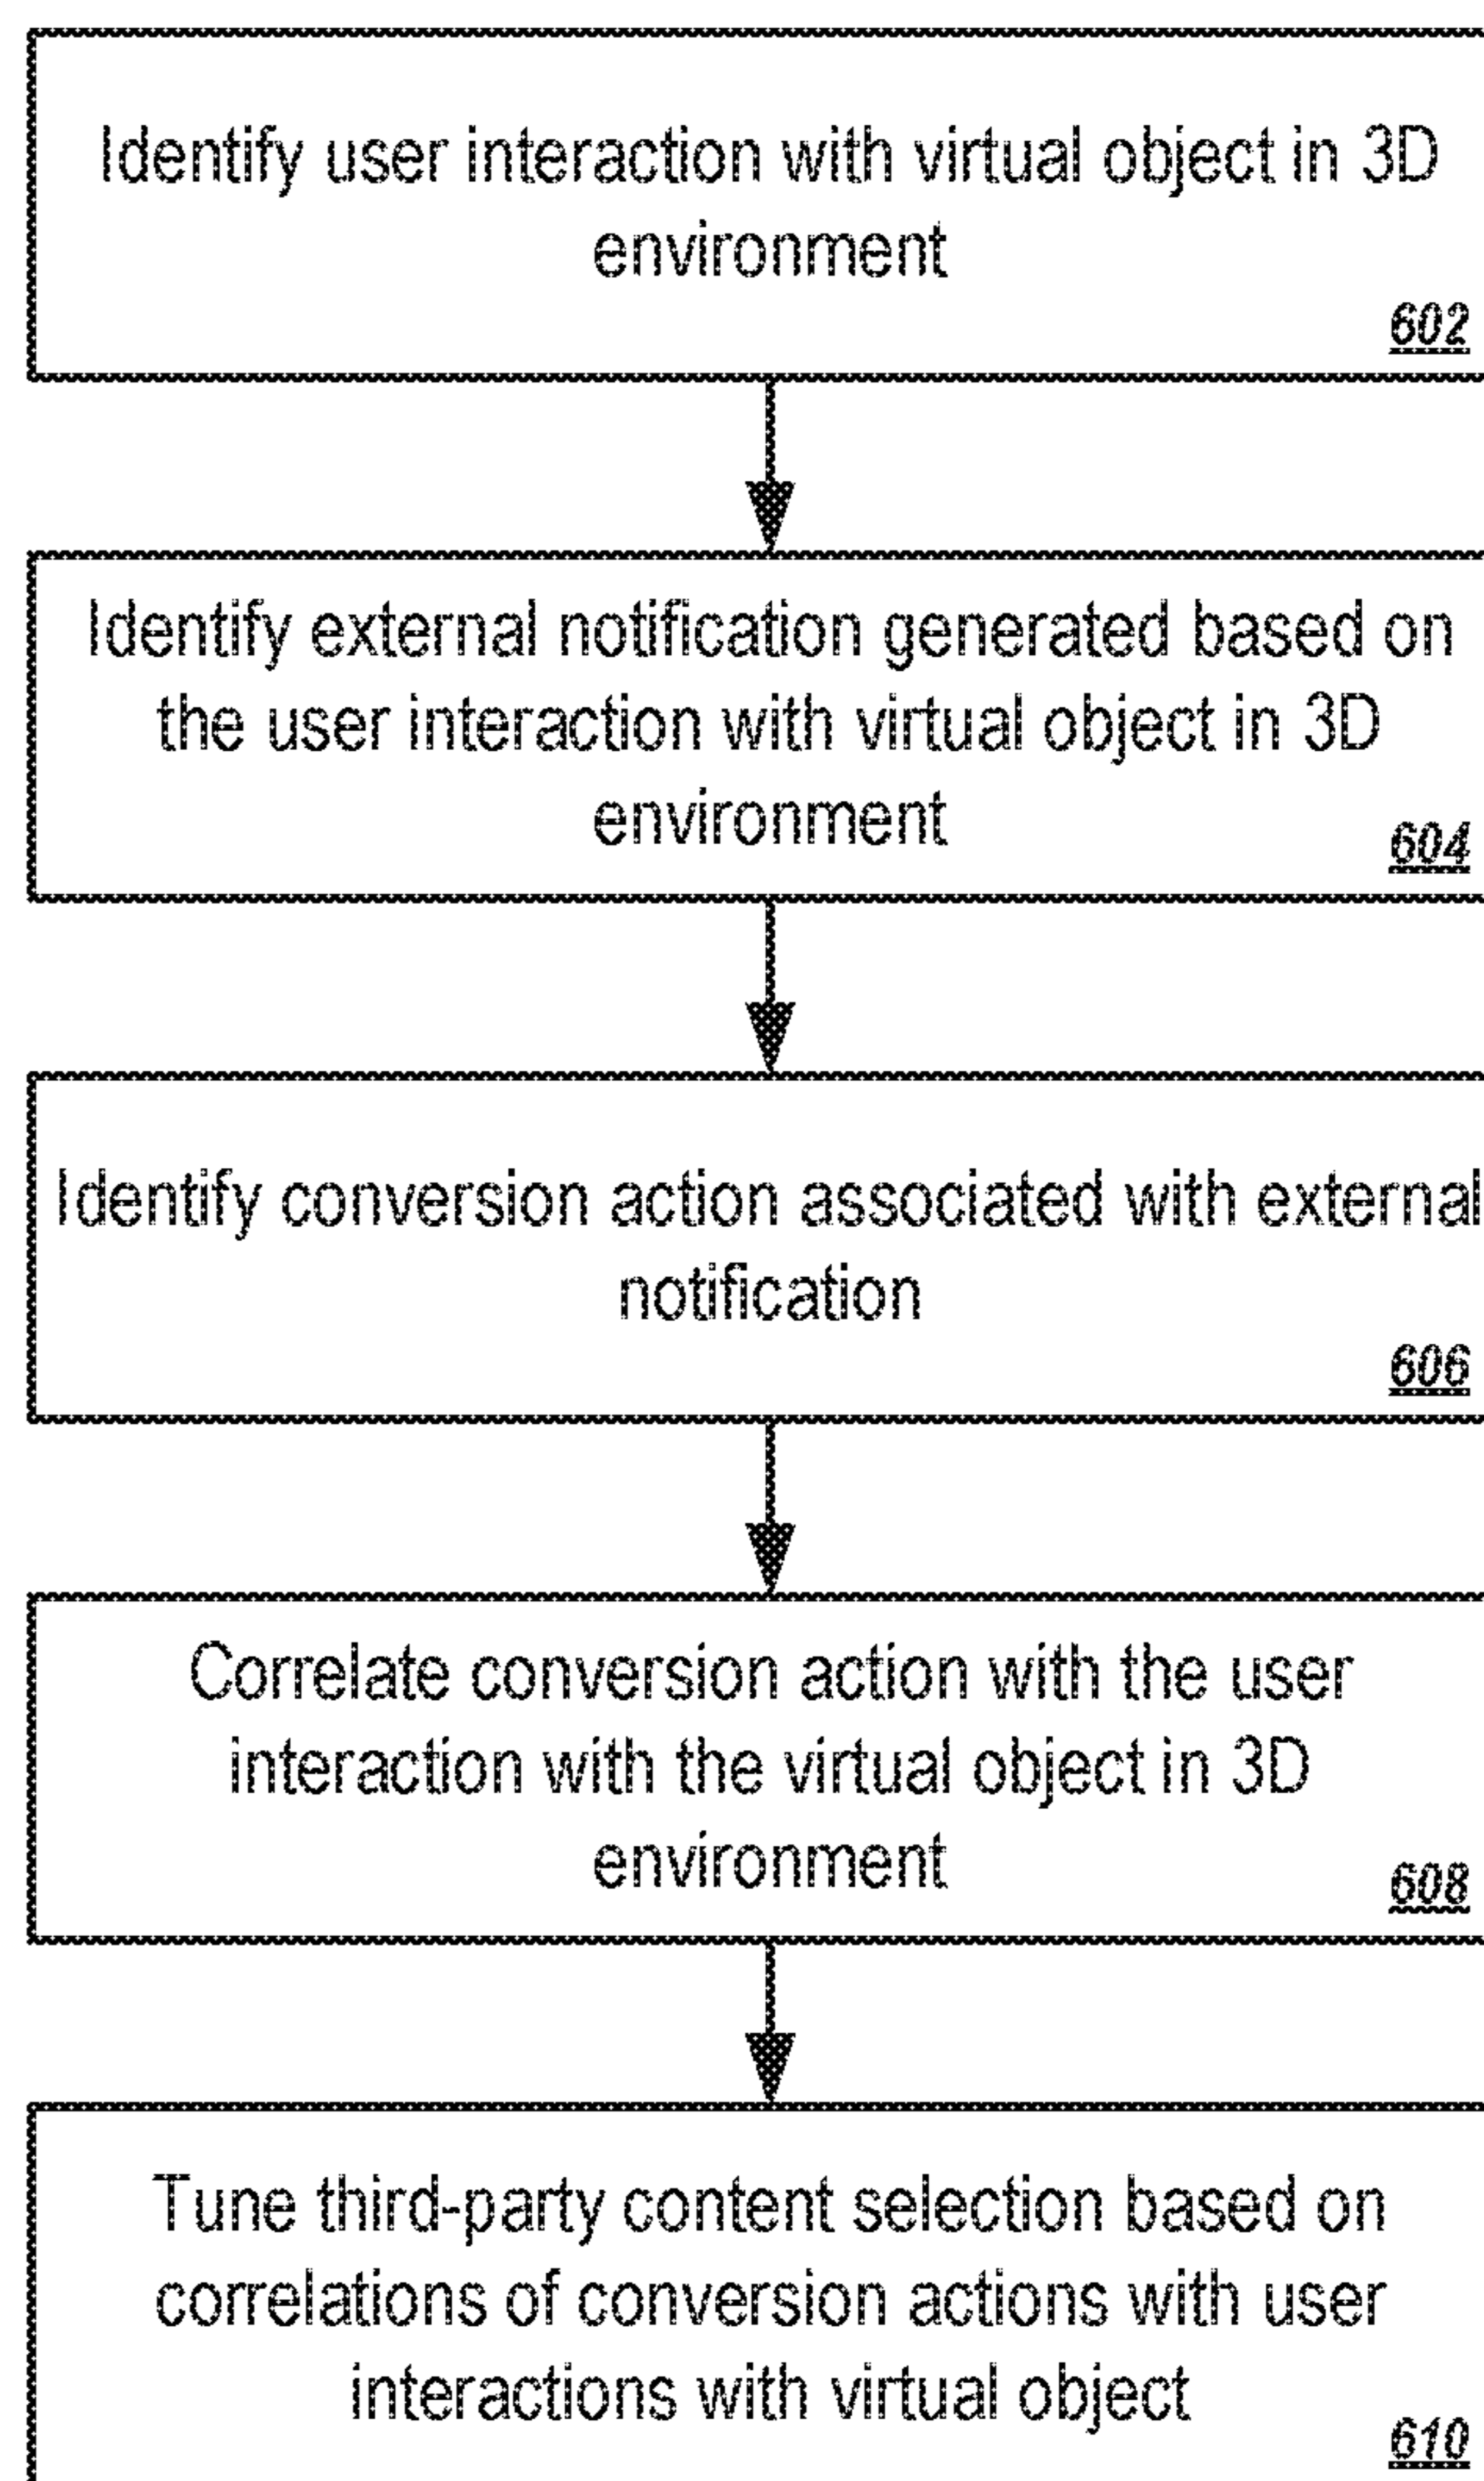 Identify user interaction with virtual object in 3D
environment
602
Identify external notification generated based on
the user interaction with virtual object in 3D
environment
604
Identify conversion action associated with external
notification
606
Correlate conversion action with the user
interaction with the virtual object in 3D
environment
608
Tune third-party content selection based on
correlations of conversion actions with user
interactions with virtual object
610